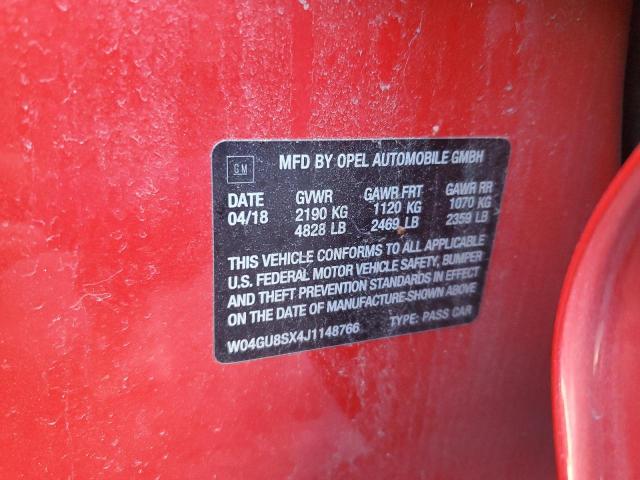 GM MFD BY OPEL AUTOMOBILE GMBH
DATE GVWR GAWR FRT GAWR RR
04/18 2190 KG 1120 KG 1070 KG
4828 LB 2469 LB 2359 LB
THIS VEHICLE CONFORMS TO ALL APPLICABLE
U.S. FEDERAL MOTOR VEHICLE SAFETY, BUMPER
AND THEFT PREVENTION STANDARDS IN EFFECT
ON THE DATE OF MANUFACTURE SHOWN ABOVE
W04GU8SX4J1148766 TYPE: PASS CAR